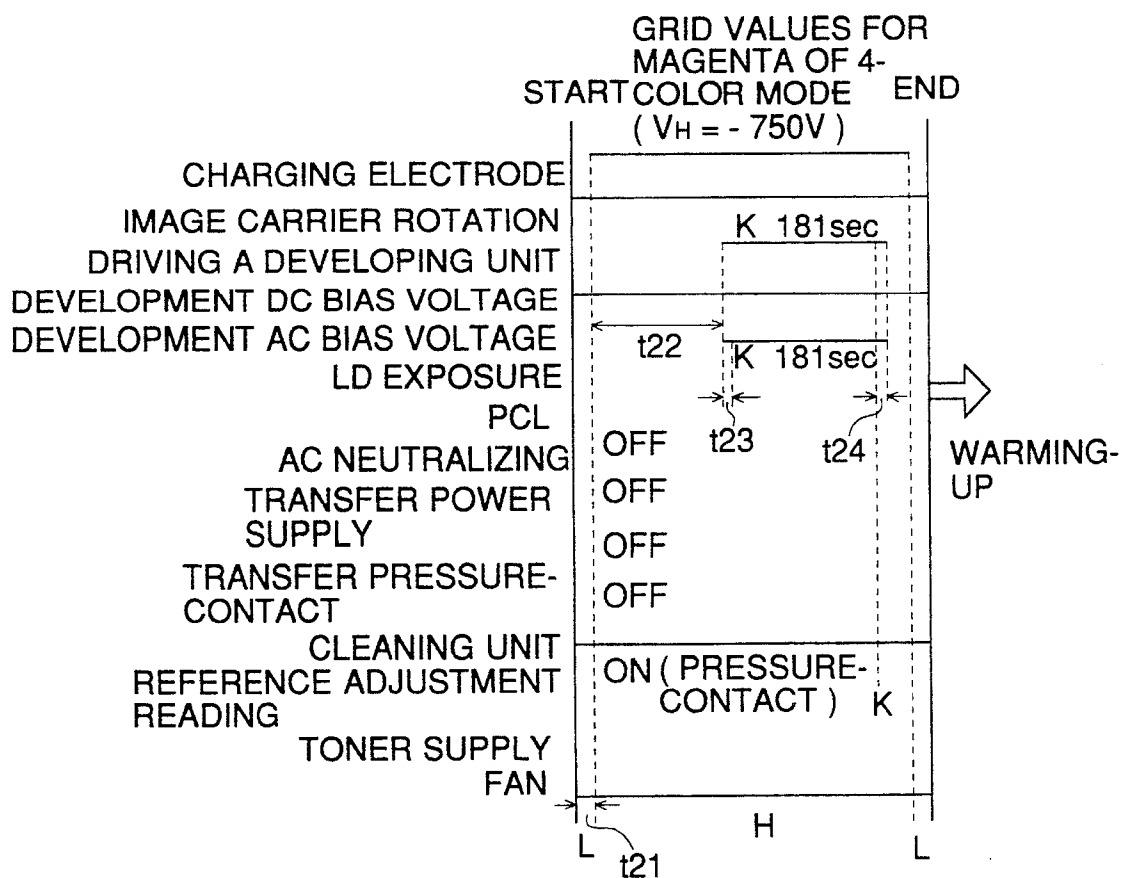 GRID VALUES FOR
MAGENTA OF 4-
COLOR MODE
( VH = - 750V )
START
END
CHARGING ELECTRODE
IMAGE CARRIER ROTATION
K 181sec
DRIVING A DEVELOPING UNIT
DEVELOPMENT DC BIAS VOLTAGE
DEVELOPMENT AC BIAS VOLTAGE
t22
K 181sec
LD EXPOSURE
PCL
t23
t24
OFF
AC NEUTRALIZING
WARMING-
UP
TRANSFER POWER
SUPPLY
OFF
OFF
TRANSFER PRESSURE-
CONTACT
OFF
CLEANING UNIT
ON ( PRESSURE-
CONTACT )
REFERENCE ADJUSTMENT
READING
K
TONER SUPPLY
FAN
L
t21
H
L